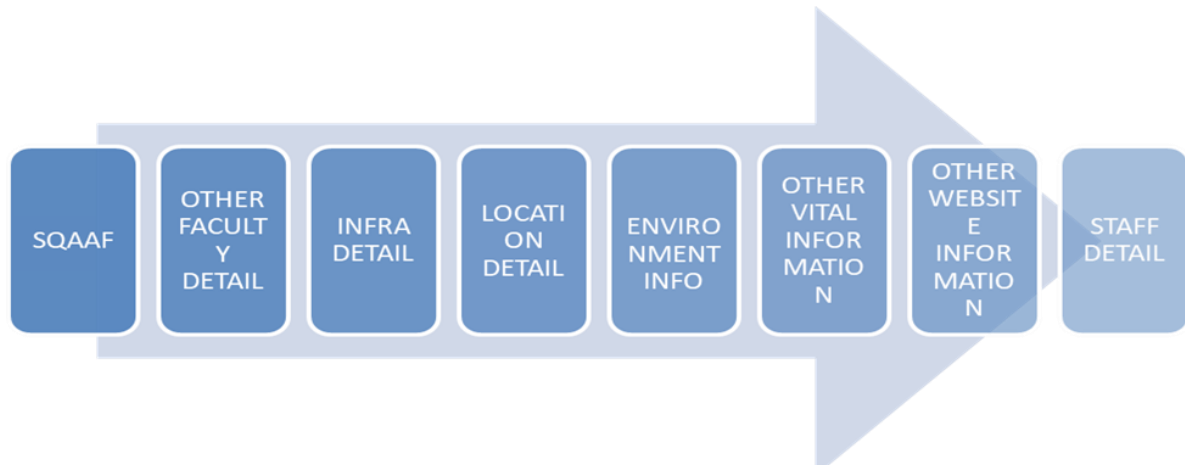 SQAAF
OTHER
FACULT
Y
DETAIL
INFRA
DETAIL
LOCATI
ON
DETAIL
ENVIRO
NMENT
INFO
OTHER
VITAL
INFOR
MATIO
N
OTHER
WEBSIT
E
INFOR
MATIO
N
STAFF
DETAIL